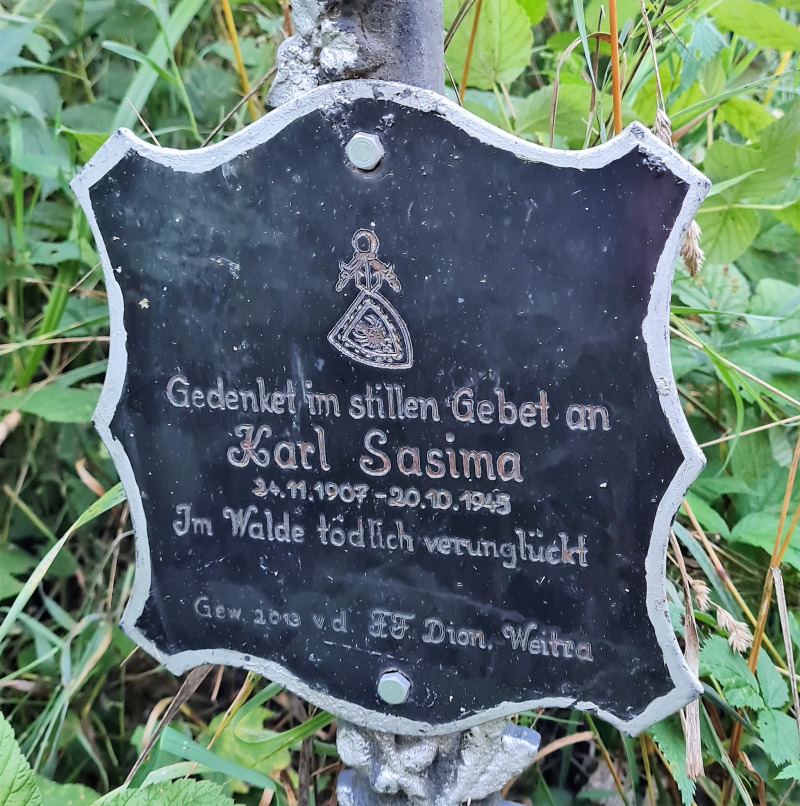 Gedenket im stillen Gebet an
Karl Sasima
24.11.1907 - 20.10.1945
Im Walde tödlich verunglückt
Gew. 2013 v.d FF Dion. Weitra